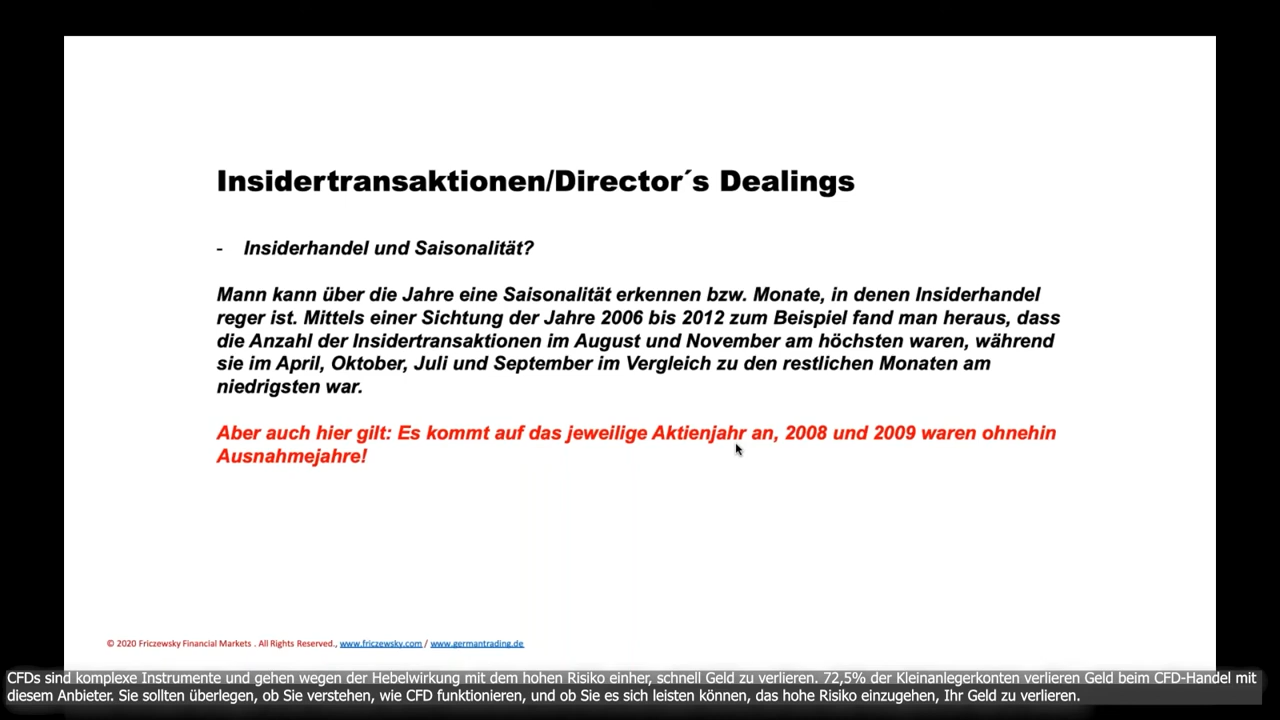 Insidertransaktionen/Director´s Dealings
- Insiderhandel und Saisonalität?
Mann kann über die Jahre eine Saisonalität erkennen bzw. Monate, in denen Insiderhandel
reger ist. Mittels einer Sichtung der Jahre 2006 bis 2012 zum Beispiel fand man heraus, dass
die Anzahl der Insidertransaktionen im August und November am höchsten waren, während
sie im April, Oktober, Juli und September im Vergleich zu den restlichen Monaten am
niedrigsten war.
Aber auch hier gilt: Es kommt auf das jeweilige Aktienjahr an, 2008 und 2009 waren ohnehin
Ausnahmejahre!
© 2020 Friczewsky Financial Markets . All Rights Reserved., www.friczewsky.com / www.germantrading.de
CFDs sind komplexe Instrumente und gehen wegen der Hebelwirkung mit dem hohen Risiko einher, schnell Geld zu verlieren. 72,5% der Kleinanlegerkonten verlieren Geld beim CFD-Handel mit
diesem Anbieter. Sie sollten überlegen, ob Sie verstehen, wie CFD funktionieren, und ob Sie es sich leisten können, das hohe Risiko einzugehen, Ihr Geld zu verlieren.